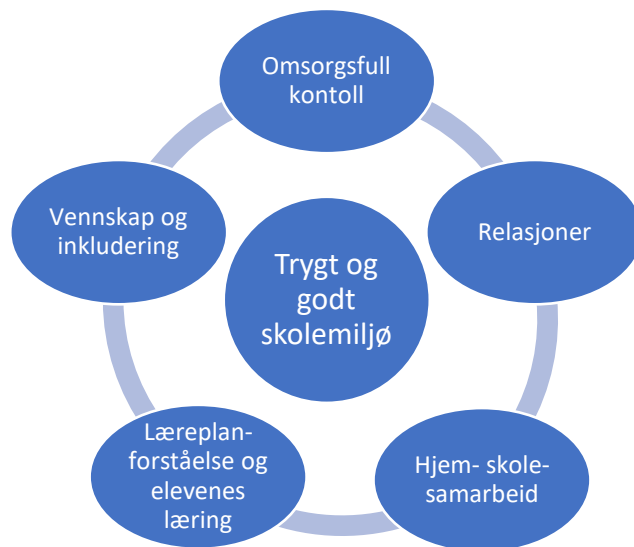 Omsorgsfull
kontoll
Vennskap og
inkludering
Relasjoner
Trygt og
godt
skolemiljø
Læreplan-
forståelse og
elevenes
læring
Hjem- skole-
samarbeid